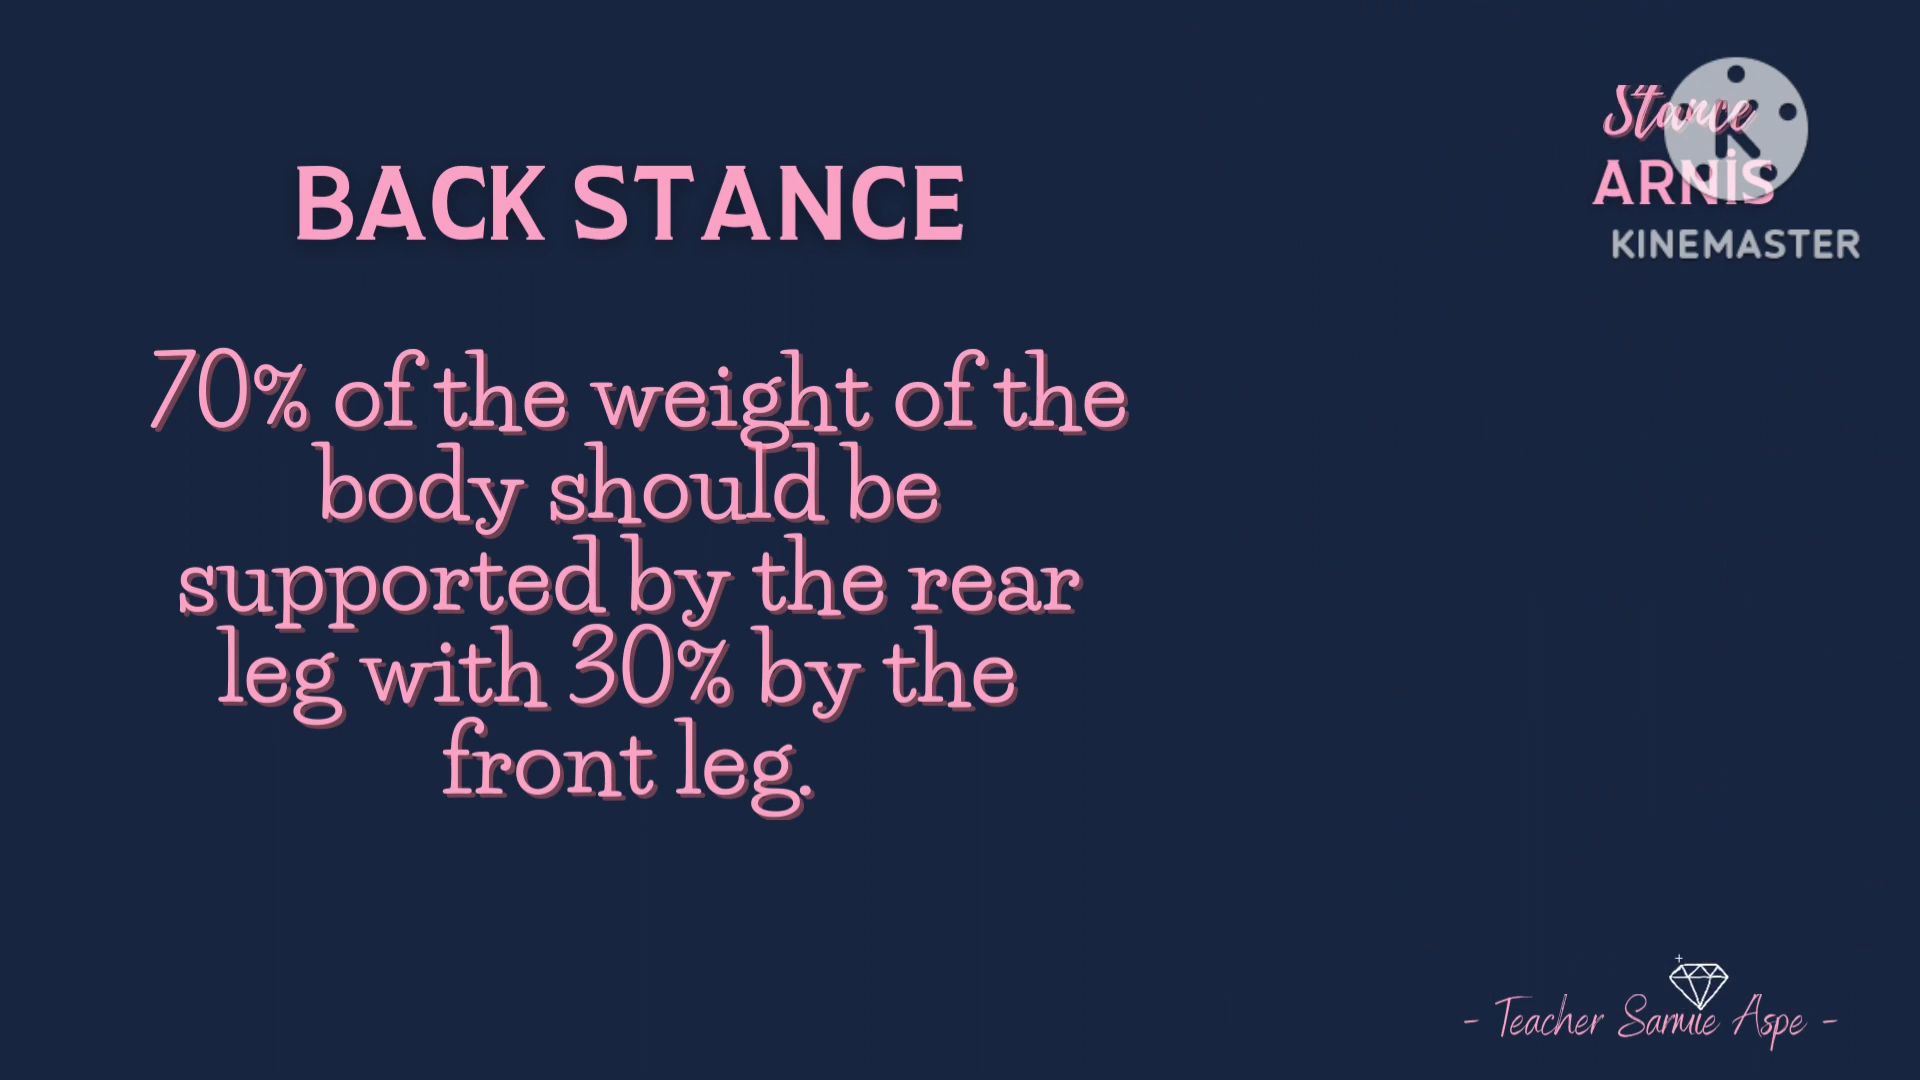 BACK STANCE
70% of the weight of the
body should be
supported by the rear
leg with 30% by the
front leg.
Stance
ARNIS
KINEMASTER
- Teacher Samie Aspe -